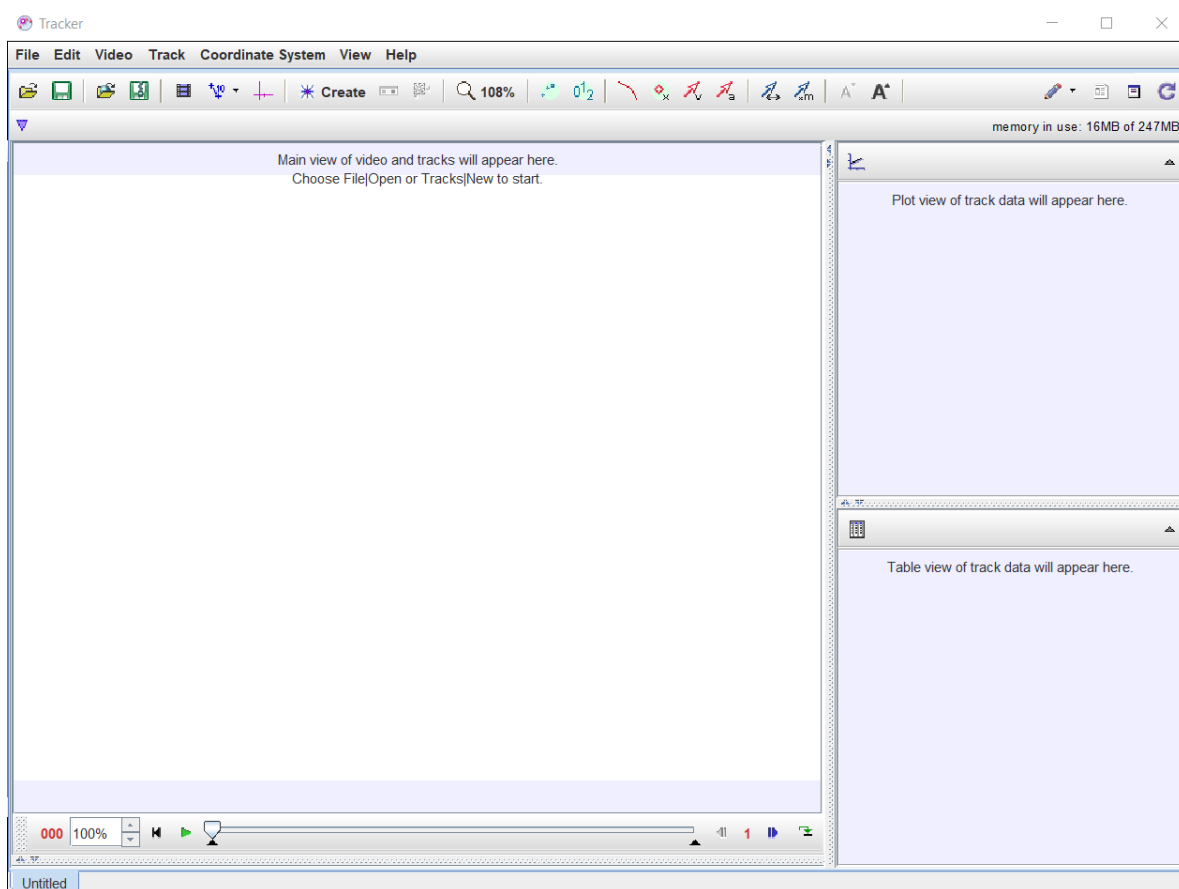 Tracker
File Edit Video Track Coordinate System View Help
Create 108%
memory in use: 16MB of 247MB
Main view of video and tracks will appear here.
Choose File|Open or Tracks|New to start.
Plot view of track data will appear here.
Table view of track data will appear here.
000 100% 1
Untitled